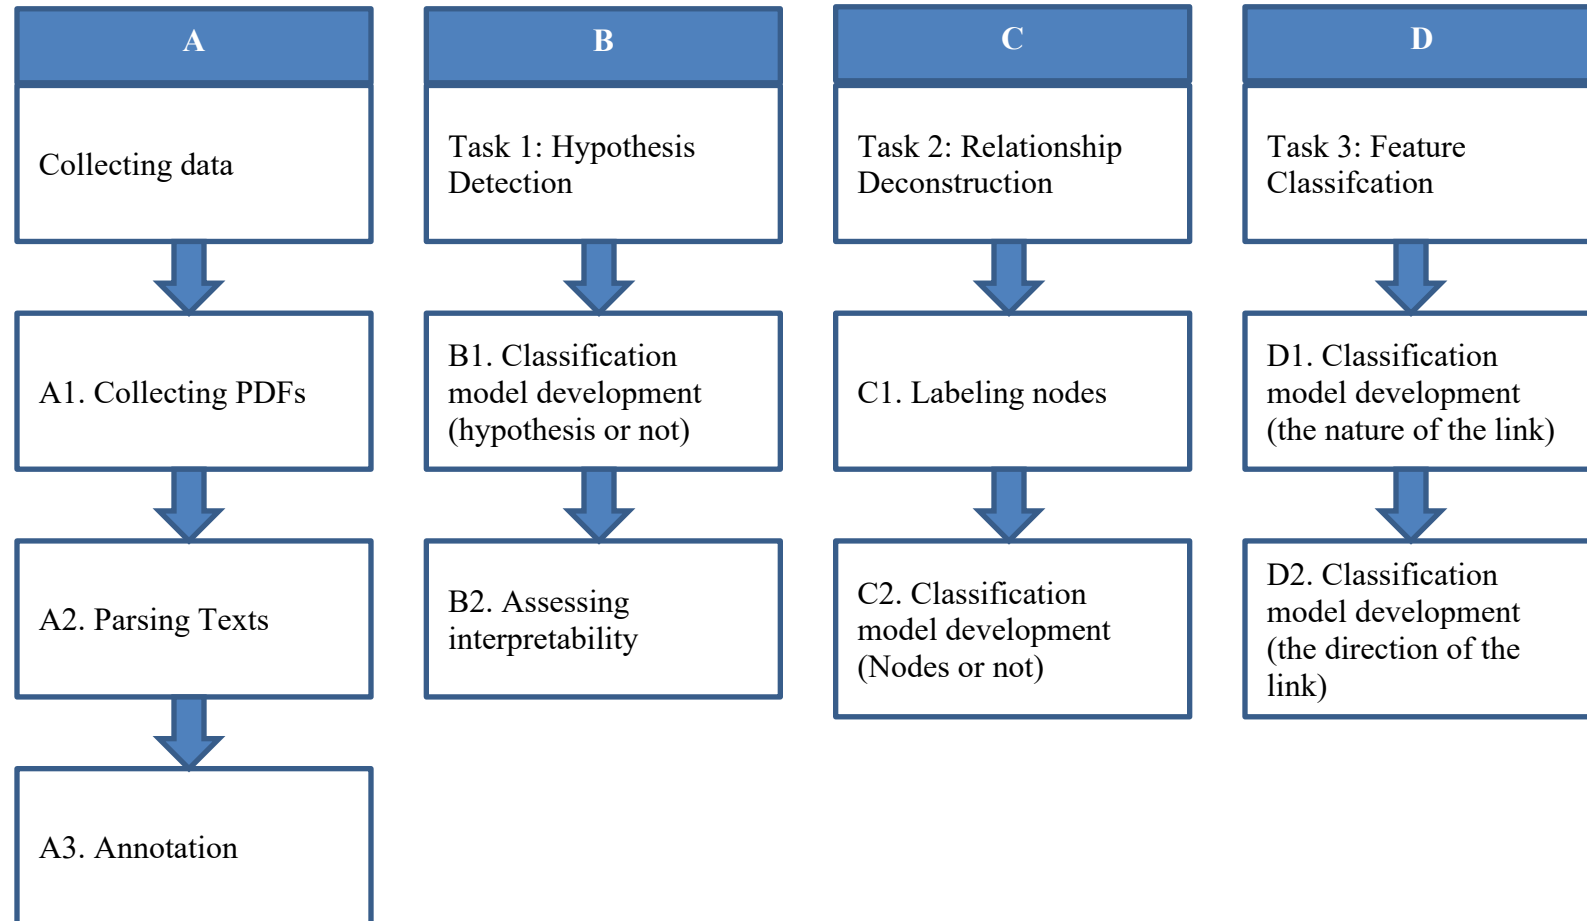 A
Collecting data
A1. Collecting PDFs
A2. Parsing Texts
A3. Annotation
B
Task 1: Hypothesis
Detection
B1. Classification
model development
(hypothesis or not)
B2. Assessing
interpretability
C
Task 2: Relationship
Deconstruction
C1. Labeling nodes
C2. Classification
model development
(Nodes or not)
D
Task 3: Feature
Classifcation
D1. Classification
model development
(the nature of the link)
D2. Classification
model development
(the direction of the
link)